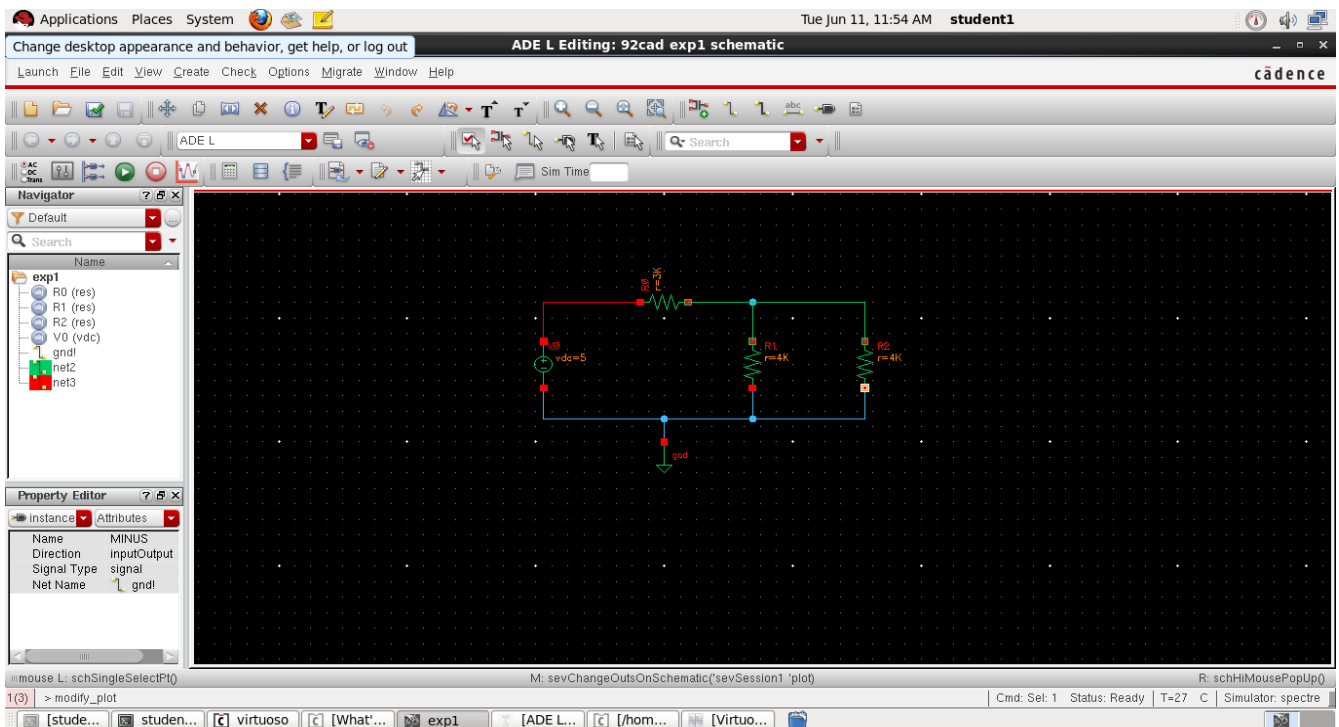 Applications Places System Tue Jun 11, 11:54 AM student1
Change desktop appearance and behavior, get help, or log out
ADE L Editing: 92cad exp1 schematic
Launch File Edit View Create Check Options Migrate Window Help
cādence
ADE L
Search
Sim Time
Navigator
Default
Search
Name
exp1
R0 (res)
R1 (res)
R2 (res)
V0 (vdc)
gnd!
net2
net3
R0
r=3K
V0
vdc=5
R1
r=4K
R2
r=4K
gnd
Property Editor
instance Attributes
Name MINUS
Direction inputOutput
Signal Type signal
Net Name gnd!
mouse L: schSingleSelectPt() M: sevChangeOutsOnSchematic('sevSession1 'plot) R: schHiMousePopUp()
1(3) > modify_plot Cmd: Sel: 1 Status: Ready T=27 C Simulator: spectre
[stude... studen... virtuoso [What'... exp1 [ADE L... [/hom... [Virtuo...